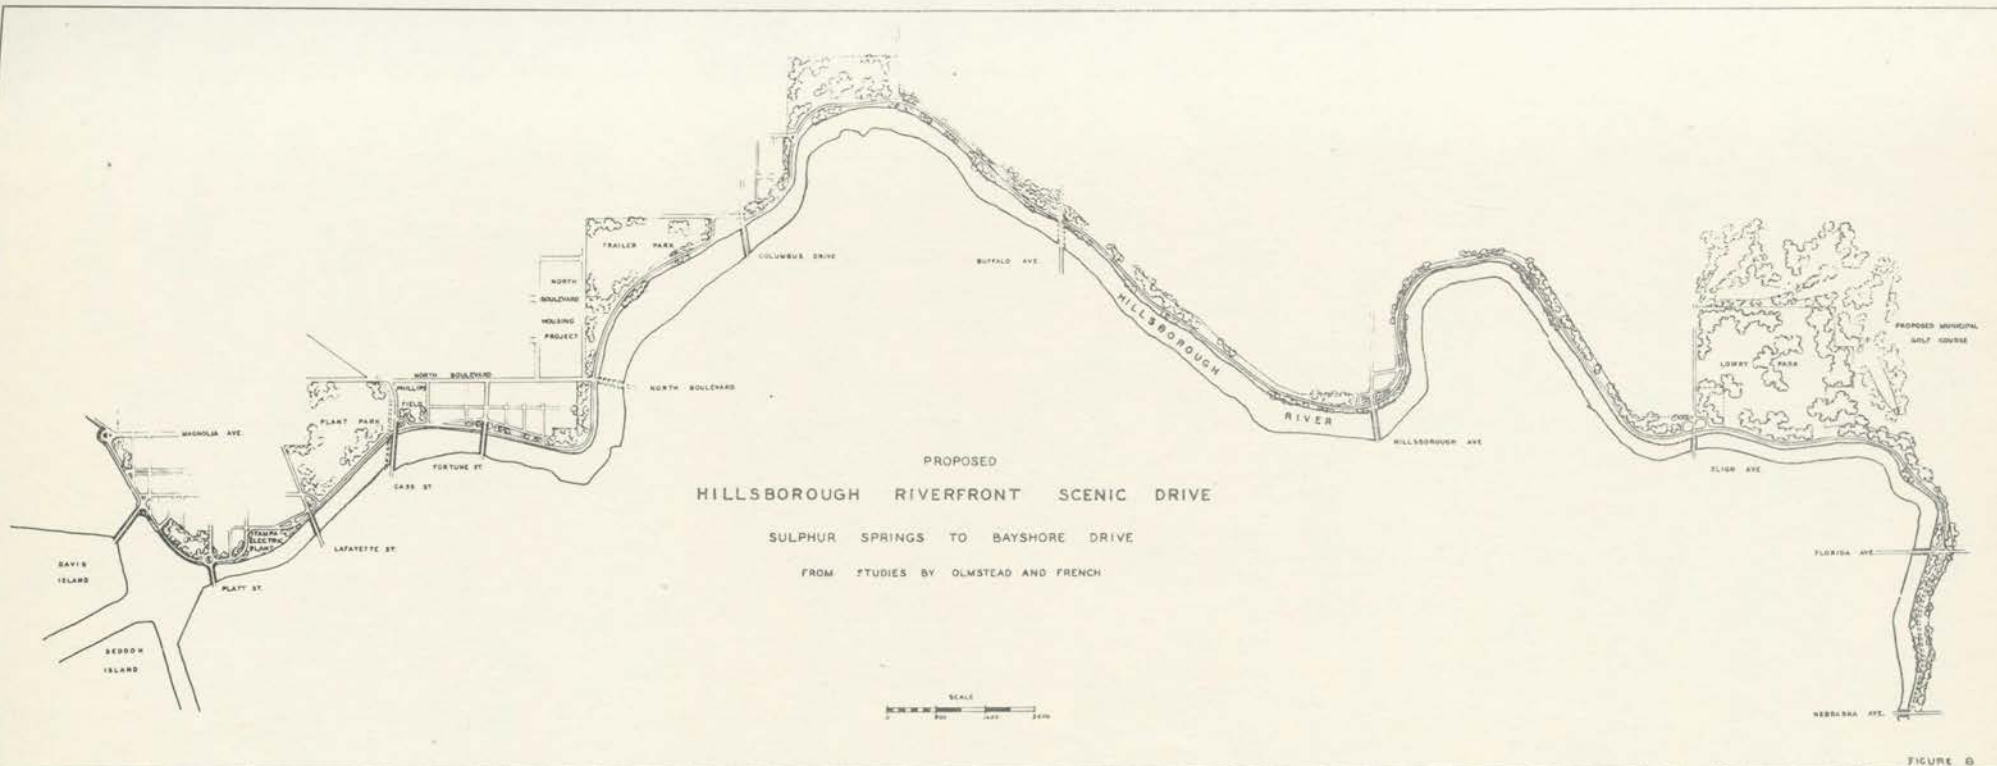 PROPOSED
HILLSBOROUGH RIVERFRONT SCENIC DRIVE
SULPHUR SPRINGS TO BAYSHORE DRIVE
FROM STUDIES BY OLMSTEAD AND FRENCH
MAGNOLIA AVE.
DAVIS
ISLAND
SEDDON
ISLAND
PLATT ST.
TAMPA
ELECTRIC
PLANT
LAFAYETTE ST.
PLANT PARK
CASS ST.
PHILLIPS
FIELD
FORTUNE ST.
NORTH BOULEVARD
NORTH
BOULEVARD
HOUSING
PROJECT
NORTH BOULEVARD
TRAILER PARK
COLUMBUS DRIVE
BUFFALO AVE.
HILLSBOROUGH
RIVER
HILLSBOROUGH AVE
SLIGH AVE
LOWRY PARK
PROPOSED MUNICIPAL
GOLF COURSE
FLORIDA AVE
NEBRASKA AVE.
SCALE
0 800
FIGURE 8